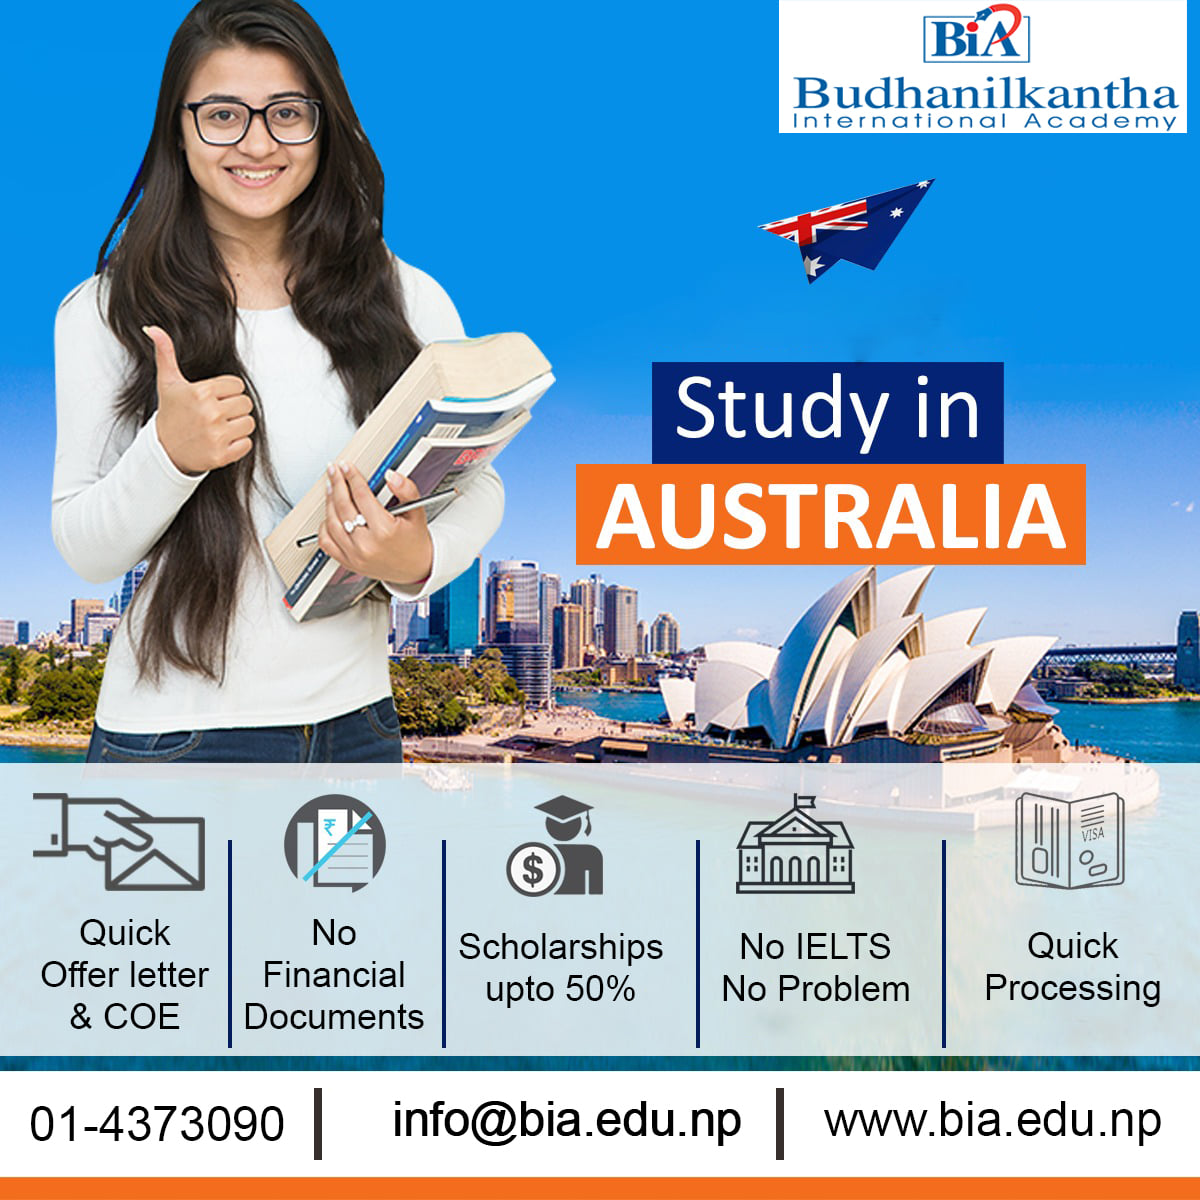 BiA
Budhanilkantha
International Academy
Study in
AUSTRALIA
₹
$
VISA
Quick
Offer letter
& COE
No
Financial
Documents
Scholarships
upto 50%
No IELTS
No Problem
Quick
Processing
01-4373090
info@bia.edu.np
www.bia.edu.np